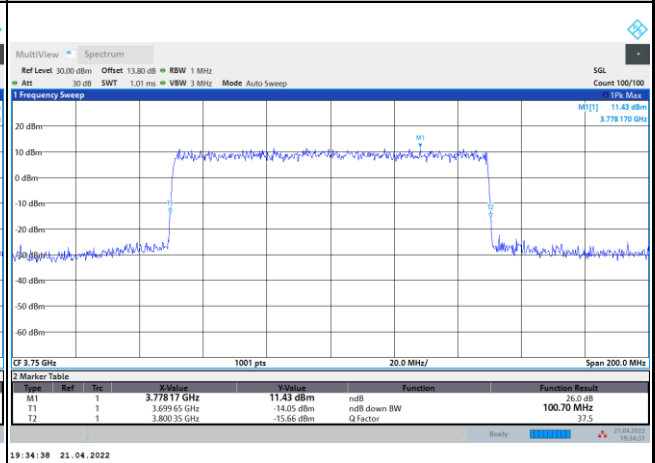 MultiView Spectrum
Ref Level 30.00 dBm Offset 13.80 dB RBW 1 MHz SGL
Att 30 dB SWT 1.01 ms VBW 3 MHz Mode Auto Sweep Count 100/100
1 Frequency Sweep 1Pk Max
M1[1] 11.43 dBm
3.778 170 GHz
20 dBm
M1
10 dBm
0 dBm
-10 dBm
T1
T2
-20 dBm
-30 dBm
-40 dBm
-50 dBm
-60 dBm
CF 3.75 GHz 1001 pts 20.0 MHz/ Span 200.0 MHz
2 Marker Table
Type Ref Trc X-Value Y-Value Function Function Result
M1 1 3.77817 GHz 11.43 dBm ndB 26.0 dB
T1 1 3.699 65 GHz -14.05 dBm ndB down BW 100.70 MHz
T2 1 3.800 35 GHz -15.66 dBm Q Factor 37.5
Ready 21.04.2022
19:34:37
19:34:38 21.04.2022